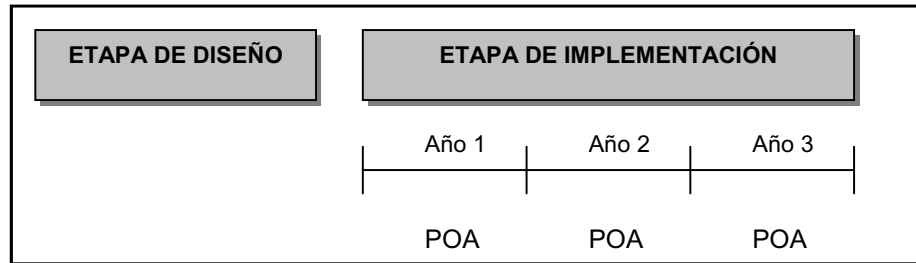 ETAPA DE DISEÑO
ETAPA DE IMPLEMENTACIÓN
Año 1 Año 2 Año 3
POA POA POA